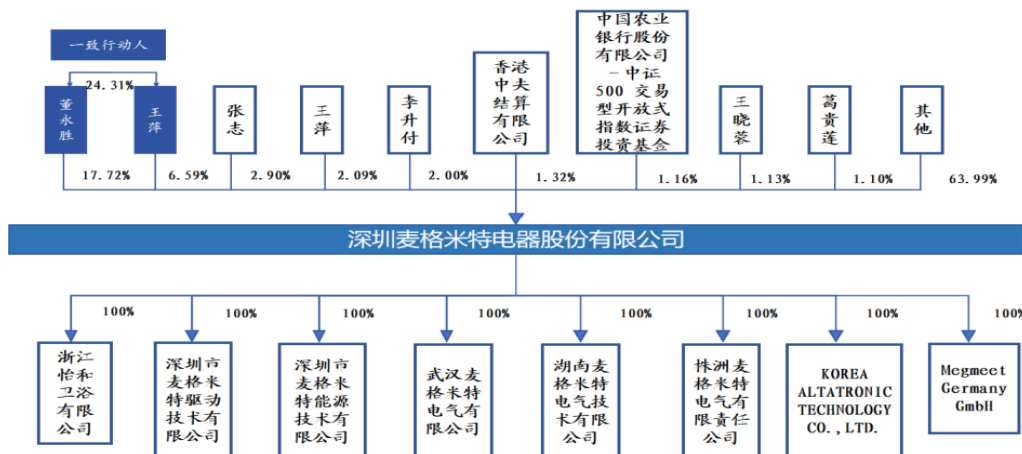 一致行动人
24.31%
董永胜
王萍
张志
王萍
李升付
香港
中央
结算
有限
公司
中国农业
银行股份
有限公司
-中证
500 交易
型开放式
指数证券
投资基金
王晓蓉
葛贵莲
其他
17.72%
6.59%
2.90%
2.09%
2.00%
1.32%
1.16%
1.13%
1.10%
63.99%
深圳麦格米特电器股份有限公司
100%
100%
100%
100%
100%
100%
100%
100%
浙江
怡和
卫浴
有限
公司
深圳市
麦格米
特驱动
技术有
限公司
深圳市
麦格米
特能源
技术有
限公司
武汉麦
格米特
电气有
限公司
湖南麦
格米特
电气技
术有限
公司
株洲麦
格米特
电气有
限责任
公司
KOREA
ALTATRONIC
TECHNOLOGY
CO.,LTD.
Megmeet
Germany
GmbH